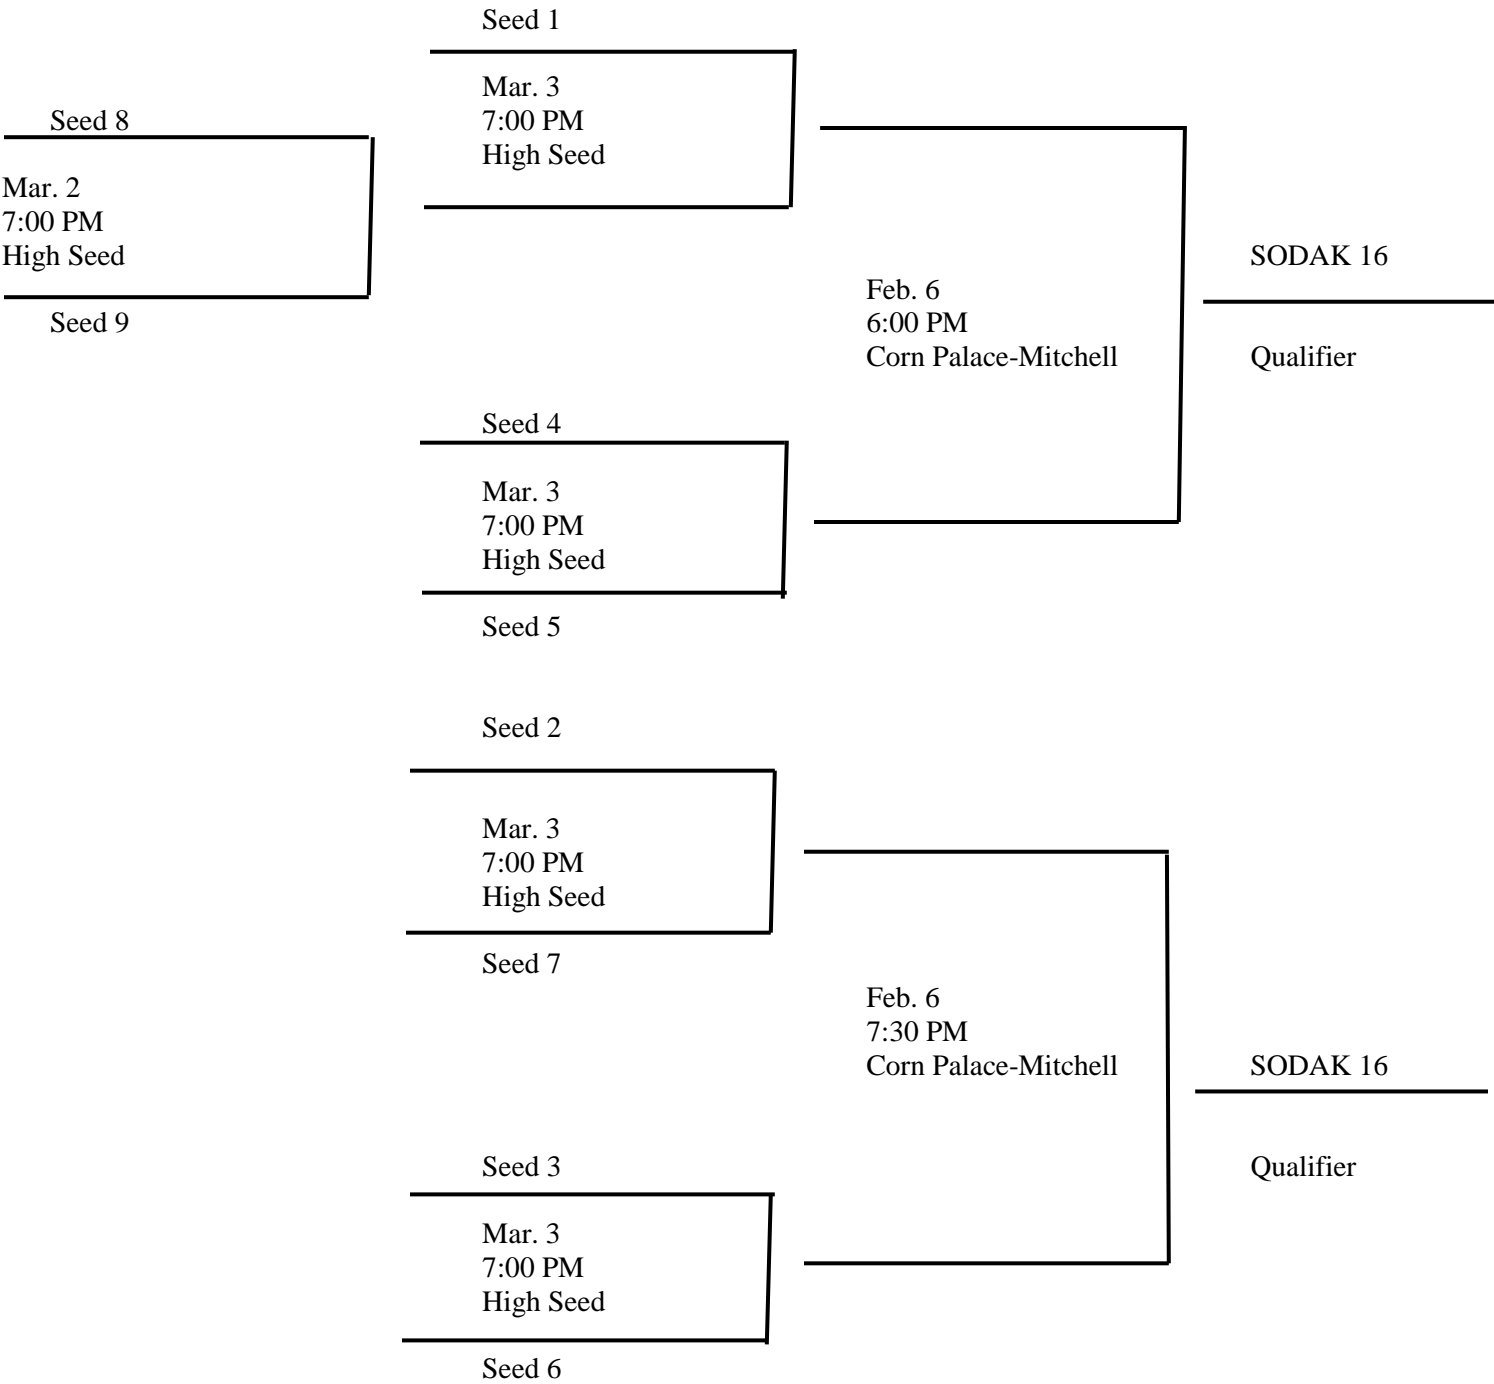 Seed 1
Mar. 3
7:00 PM
High Seed
Seed 8
Mar. 2
7:00 PM
High Seed
Seed 9
SODAK 16
Feb. 6
6:00 PM
Corn Palace-Mitchell
Qualifier
Seed 4
Mar. 3
7:00 PM
High Seed
Seed 5
Seed 2
Mar. 3
7:00 PM
High Seed
Seed 7
Feb. 6
7:30 PM
Corn Palace-Mitchell
SODAK 16
Qualifier
Seed 3
Mar. 3
7:00 PM
High Seed
Seed 6